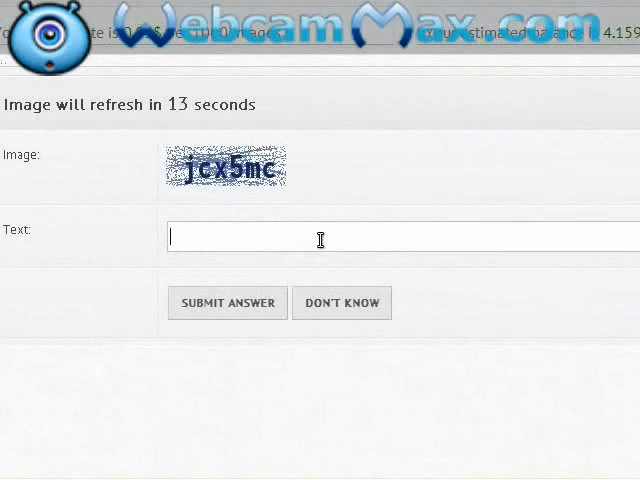 WebcamMax.com
Your estimated balance is 4.159
Image will refresh in 13 seconds
Image:
jcx5mc
Text:
SUBMIT ANSWER DON'T KNOW